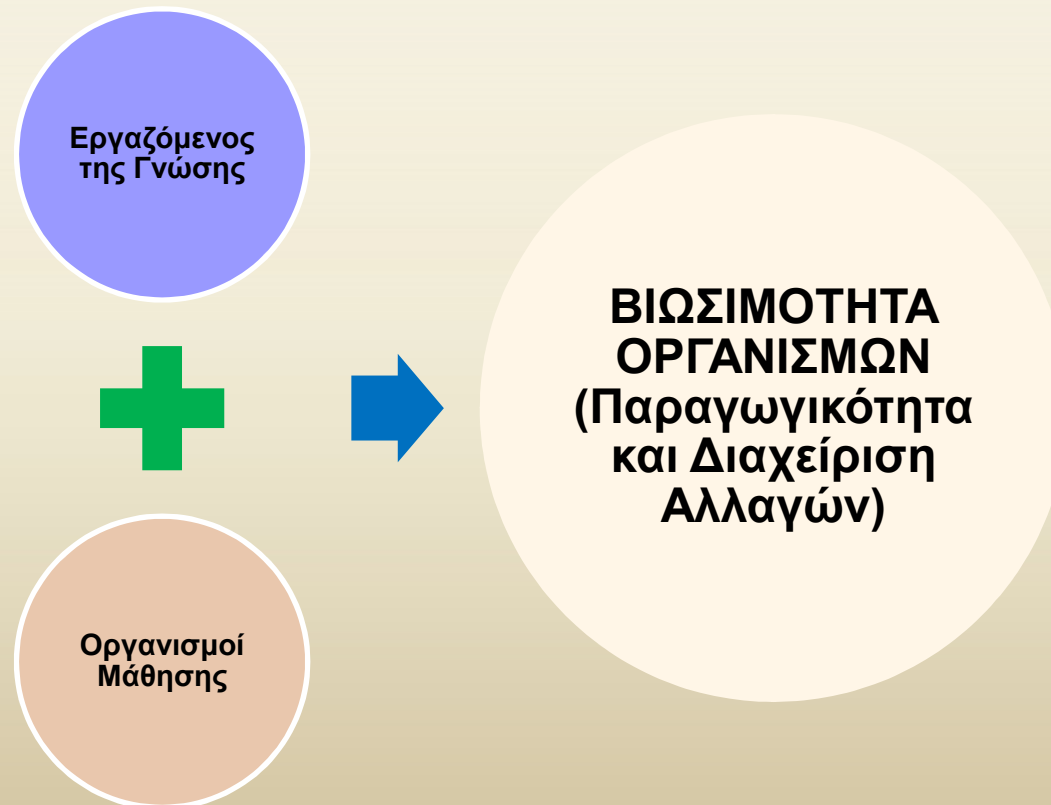 Εργαζόμενος
της Γνώσης
Οργανισμοί
Μάθησης
ΒΙΩΣΙΜΟΤΗΤΑ
ΟΡΓΑΝΙΣΜΩΝ
(Παραγωγικότητα
και Διαχείριση
Αλλαγών)